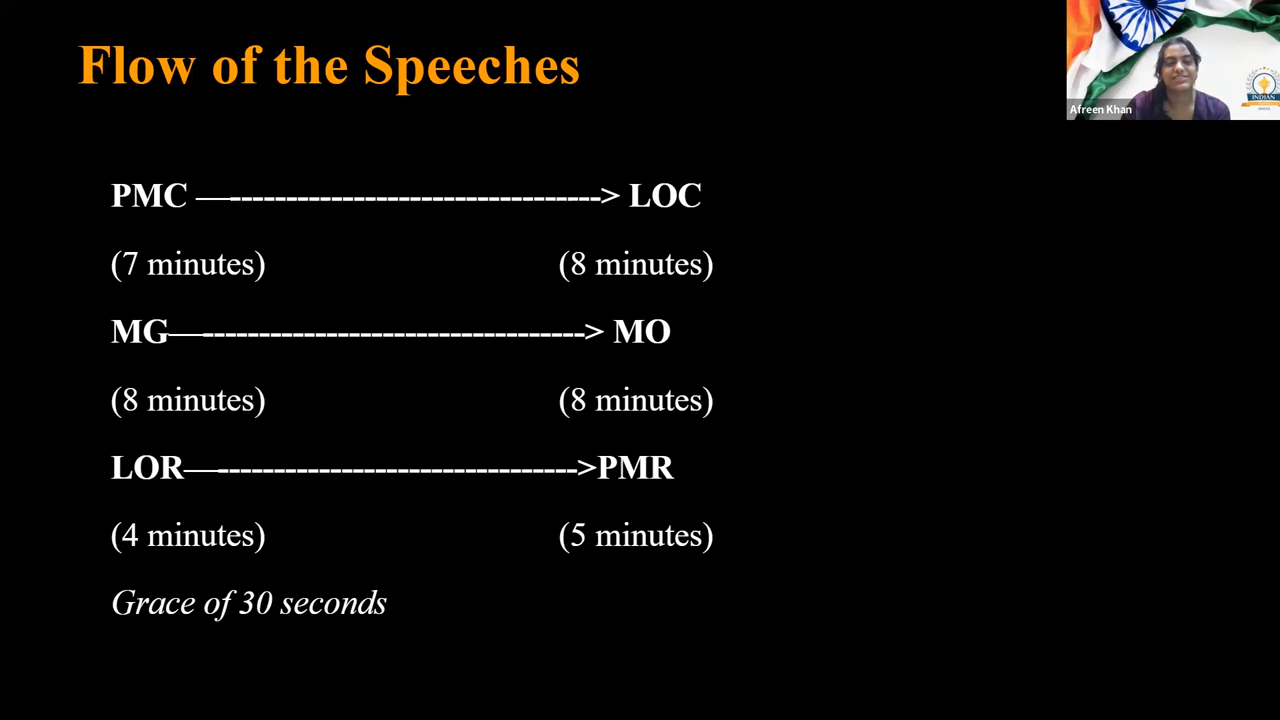 Flow of the Speeches
Afreen Khan
INDIAN
PMC —---------------------------------------> LOC
(7 minutes) (8 minutes)
MG—-----------------------------------------> MO
(8 minutes) (8 minutes)
LOR—--------------------------------------->PMR
(4 minutes) (5 minutes)
Grace of 30 seconds